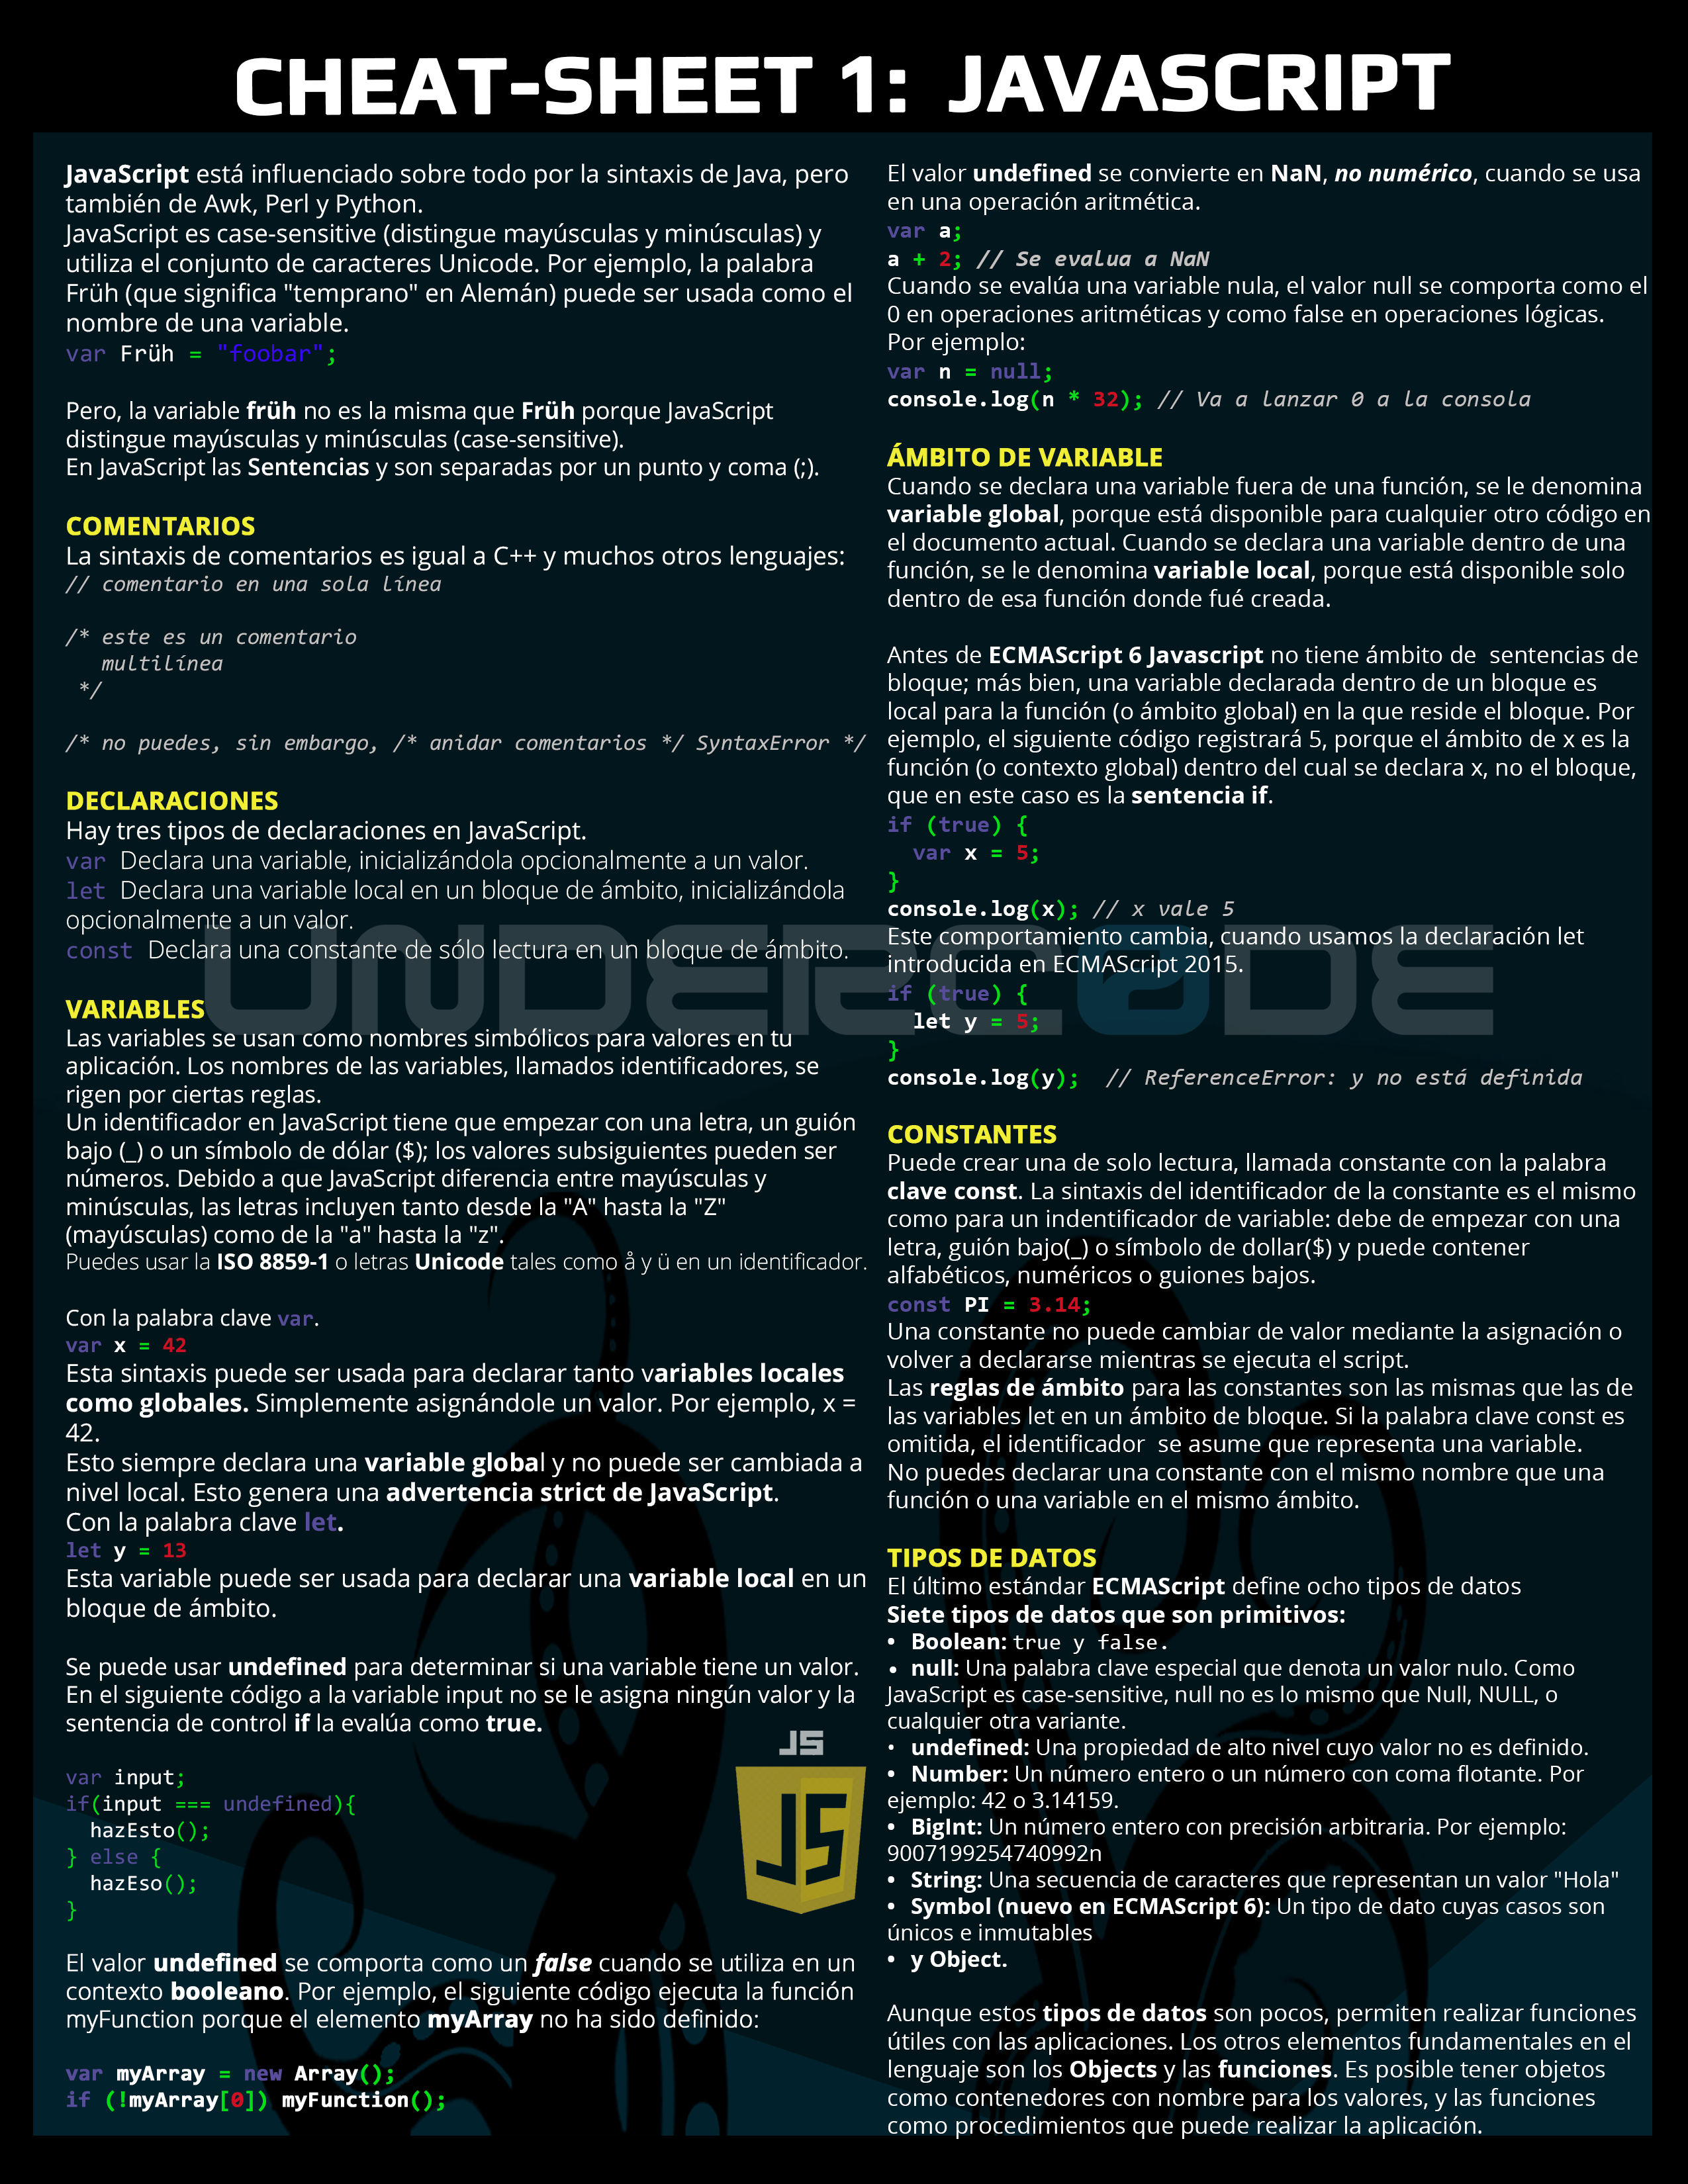 CHEAT-SHEET 1: JAVASCRIPT
JavaScript está influenciado sobre todo por la sintaxis de Java, pero
también de Awk, Perl y Python.
JavaScript es case-sensitive (distingue mayúsculas y minúsculas) y
utiliza el conjunto de caracteres Unicode. Por ejemplo, la palabra
Früh (que significa "temprano" en Alemán) puede ser usada como el
nombre de una variable.
var Früh = "foobar";
Pero, la variable früh no es la misma que Früh porque JavaScript
distingue mayúsculas y minúsculas (case-sensitive).
En JavaScript las Sentencias y son separadas por un punto y coma (;).
COMENTARIOS
La sintaxis de comentarios es igual a C++ y muchos otros lenguajes:
// comentario en una sola línea
/* este es un comentario
multilínea
*/
/* no puedes, sin embargo, /* anidar comentarios */ SyntaxError */
DECLARACIONES
Hay tres tipos de declaraciones en JavaScript.
var Declara una variable, inicializándola opcionalmente a un valor.
let Declara una variable local en un bloque de ámbito, inicializándola
opcionalmente a un valor.
const Declara una constante de sólo lectura en un bloque de ámbito.
VARIABLES
Las variables se usan como nombres simbólicos para valores en tu
aplicación. Los nombres de las variables, llamados identificadores, se
rigen por ciertas reglas.
Un identificador en JavaScript tiene que empezar con una letra, un guión
bajo (_) o un símbolo de dólar ($); los valores subsiguientes pueden ser
números. Debido a que JavaScript diferencia entre mayúsculas y
minúsculas, las letras incluyen tanto desde la "A" hasta la "Z"
(mayúsculas) como de la "a" hasta la "z".
Puedes usar la ISO 8859-1 o letras Unicode tales como å y ü en un identificador.
Con la palabra clave var.
var x = 42
Esta sintaxis puede ser usada para declarar tanto variables locales
como globales. Simplemente asignándole un valor. Por ejemplo, x =
42.
Esto siempre declara una variable global y no puede ser cambiada a
nivel local. Esto genera una advertencia strict de JavaScript.
Con la palabra clave let.
let y = 13
Esta variable puede ser usada para declarar una variable local en un
bloque de ámbito.
Se puede usar undefined para determinar si una variable tiene un valor.
En el siguiente código a la variable input no se le asigna ningún valor y la
sentencia de control if la evalúa como true.
var input;
if(input === undefined){
hazEsto();
} else {
hazEso();
}
JS
JS
El valor undefined se comporta como un false cuando se utiliza en un
contexto booleano. Por ejemplo, el siguiente código ejecuta la función
myFunction porque el elemento myArray no ha sido definido:
var myArray = new Array();
if (!myArray[0]) myFunction();
El valor undefined se convierte en NaN, no numérico, cuando se usa
en una operación aritmética.
var a;
a + 2; // Se evalua a NaN
Cuando se evalúa una variable nula, el valor null se comporta como el
0 en operaciones aritméticas y como false en operaciones lógicas.
Por ejemplo:
var n = null;
console.log(n * 32); // Va a lanzar 0 a la consola
ÁMBITO DE VARIABLE
Cuando se declara una variable fuera de una función, se le denomina
variable global, porque está disponible para cualquier otro código en
el documento actual. Cuando se declara una variable dentro de una
función, se le denomina variable local, porque está disponible solo
dentro de esa función donde fué creada.
Antes de ECMAScript 6 Javascript no tiene ámbito de sentencias de
bloque; más bien, una variable declarada dentro de un bloque es
local para la función (o ámbito global) en la que reside el bloque. Por
ejemplo, el siguiente código registrará 5, porque el ámbito de x es la
función (o contexto global) dentro del cual se declara x, no el bloque,
que en este caso es la sentencia if.
if (true) {
var x = 5;
}
console.log(x); // x vale 5
Este comportamiento cambia, cuando usamos la declaración let
introducida en ECMAScript 2015.
if (true) {
let y = 5;
}
console.log(y); // ReferenceError: y no está definida
UNDERC0DE
CONSTANTES
Puede crear una de solo lectura, llamada constante con la palabra
clave const. La sintaxis del identificador de la constante es el mismo
como para un indentificador de variable: debe de empezar con una
letra, guión bajo(_) o símbolo de dollar($) y puede contener
alfabéticos, numéricos o guiones bajos.
const PI = 3.14;
Una constante no puede cambiar de valor mediante la asignación o
volver a declararse mientras se ejecuta el script.
Las reglas de ámbito para las constantes son las mismas que las de
las variables let en un ámbito de bloque. Si la palabra clave const es
omitida, el identificador se asume que representa una variable.
No puedes declarar una constante con el mismo nombre que una
función o una variable en el mismo ámbito.
TIPOS DE DATOS
El último estándar ECMAScript define ocho tipos de datos
Siete tipos de datos que son primitivos:
• Boolean: true y false.
• null: Una palabra clave especial que denota un valor nulo. Como
JavaScript es case-sensitive, null no es lo mismo que Null, NULL, o
cualquier otra variante.
• undefined: Una propiedad de alto nivel cuyo valor no es definido.
• Number: Un número entero o un número con coma flotante. Por
ejemplo: 42 o 3.14159.
• BigInt: Un número entero con precisión arbitraria. Por ejemplo:
9007199254740992n
• String: Una secuencia de caracteres que representan un valor "Hola"
• Symbol (nuevo en ECMAScript 6): Un tipo de dato cuyas casos son
únicos e inmutables
• y Object.
Aunque estos tipos de datos son pocos, permiten realizar funciones
útiles con las aplicaciones. Los otros elementos fundamentales en el
lenguaje son los Objects y las funciones. Es posible tener objetos
como contenedores con nombre para los valores, y las funciones
como procedimientos que puede realizar la aplicación.